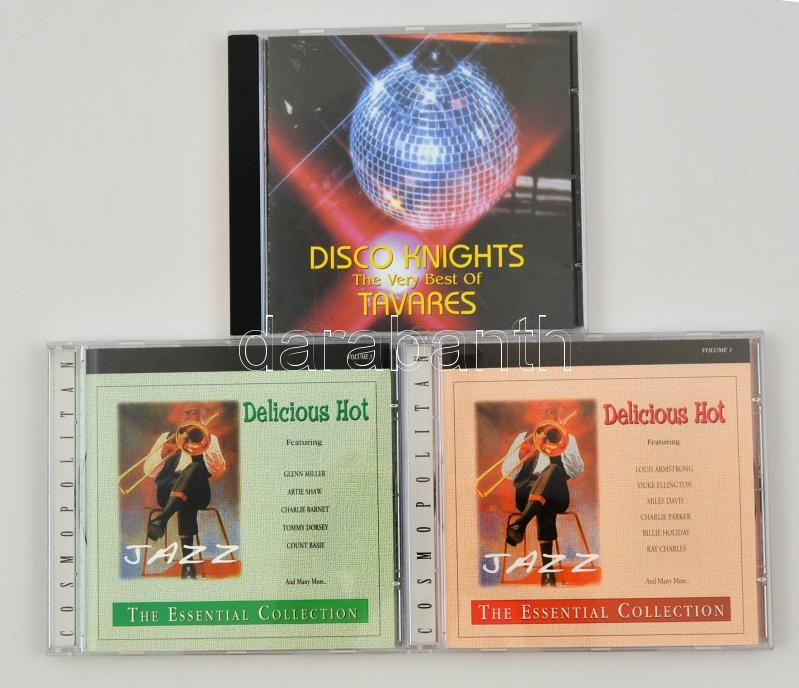 DISCO KNIGHTS
The Very Best Of
TAVARES
darabanth
COSMOPOLITAN
Delicious Hot
Featuring
GLENN MILLER
ARTIE SHAW
CHARLIE BARNET
TOMMY DORSEY
COUNT BASIE
And Many More..
JAZZ
THE ESSENTIAL COLLECTION
COSMOPOLITAN
VOLUME 1
Delicious Hot
Featuring
LOUIS ARMSTRONG
DUKE ELLINGTON
MILES DAVIS
CHARLIE PARKER
BILLIE HOLIDAY
RAY CHARLES
And Many More..
JAZZ
THE ESSENTIAL COLLECTION